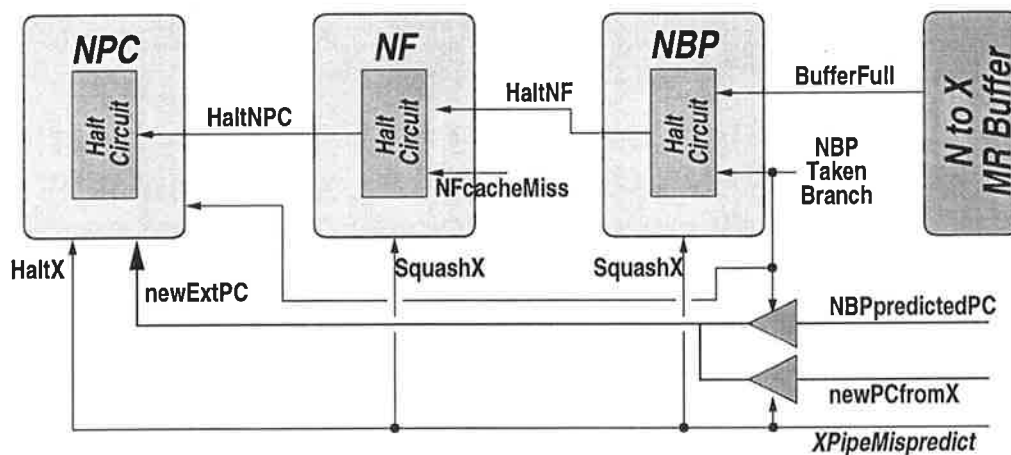 NPC
NF
NBP
N to X
MR Buffer
Halt
Circuit
Halt
Circuit
Halt
Circuit
HaltNPC
HaltNF
BufferFull
NFcacheMiss
NBP
Taken
Branch
HaltX
newExtPC
SquashX
SquashX
NBPpredictedPC
newPCfromX
XPipeMispredict